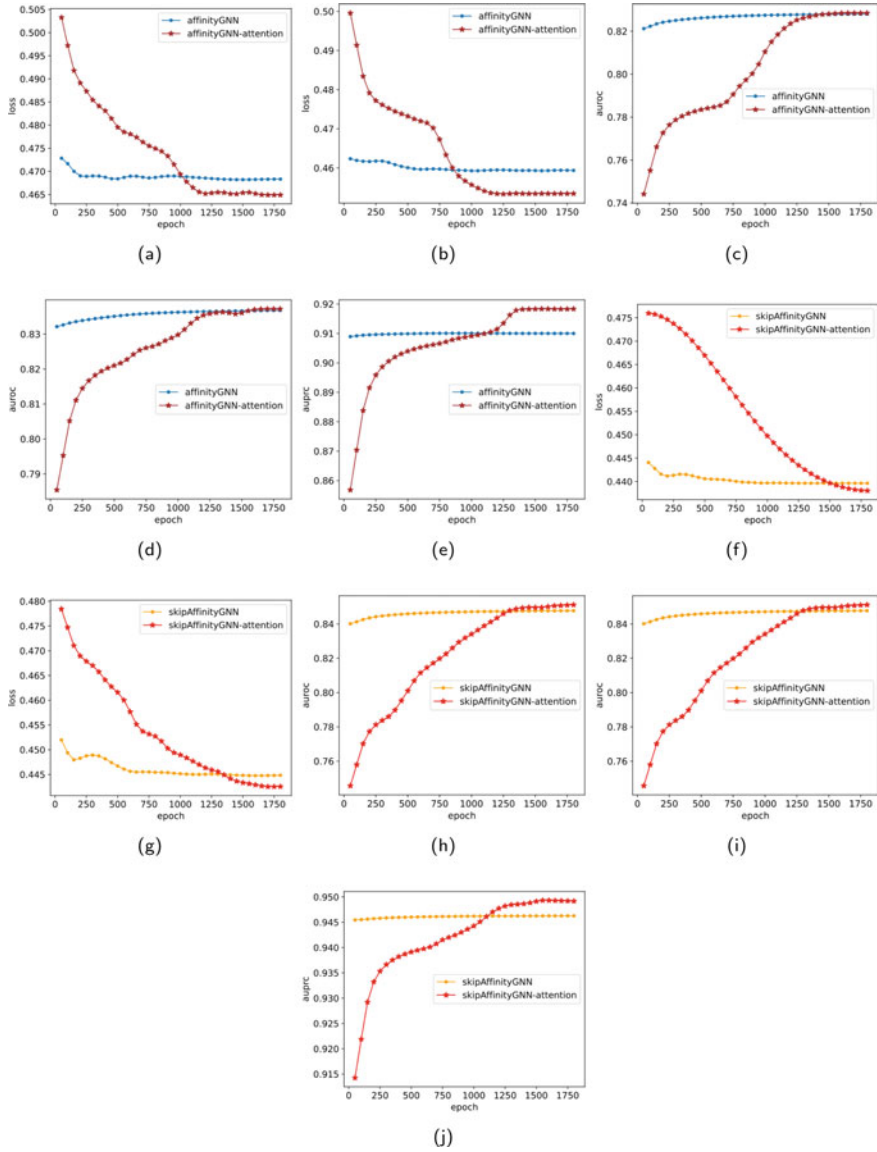 0.505
0.500
0.495
0.490
0.485
0.480
0.475
0.470
0.465
loss
affinityGNN
affinityGNN-attention
0 250 500 750 1000 1250 1500 1750
epoch
(a)
0.50
0.49
0.48
0.47
0.46
loss
affinityGNN
affinityGNN-attention
0 250 500 750 1000 1250 1500 1750
epoch
(b)
0.82
0.80
0.78
0.76
0.74
auroc
affinityGNN
affinityGNN-attention
0 250 500 750 1000 1250 1500 1750
epoch
(c)
0.83
0.82
0.81
0.80
0.79
auroc
affinityGNN
affinityGNN-attention
0 250 500 750 1000 1250 1500 1750
epoch
(d)
0.92
0.91
0.90
0.89
0.88
0.87
0.86
auprc
affinityGNN
affinityGNN-attention
0 250 500 750 1000 1250 1500 1750
epoch
(e)
0.475
0.470
0.465
0.460
0.455
0.450
0.445
0.440
loss
skipAffinityGNN
skipAffinityGNN-attention
0 250 500 750 1000 1250 1500 1750
epoch
(f)
0.480
0.475
0.470
0.465
0.460
0.455
0.450
0.445
loss
skipAffinityGNN
skipAffinityGNN-attention
0 250 500 750 1000 1250 1500 1750
epoch
(g)
0.84
0.82
0.80
0.78
0.76
auroc
skipAffinityGNN
skipAffinityGNN-attention
0 250 500 750 1000 1250 1500 1750
epoch
(h)
0.84
0.82
0.80
0.78
0.76
auroc
skipAffinityGNN
skipAffinityGNN-attention
0 250 500 750 1000 1250 1500 1750
epoch
(i)
0.950
0.945
0.940
0.935
0.930
0.925
0.920
0.915
auprc
skipAffinityGNN
skipAffinityGNN-attention
0 250 500 750 1000 1250 1500 1750
epoch
(j)